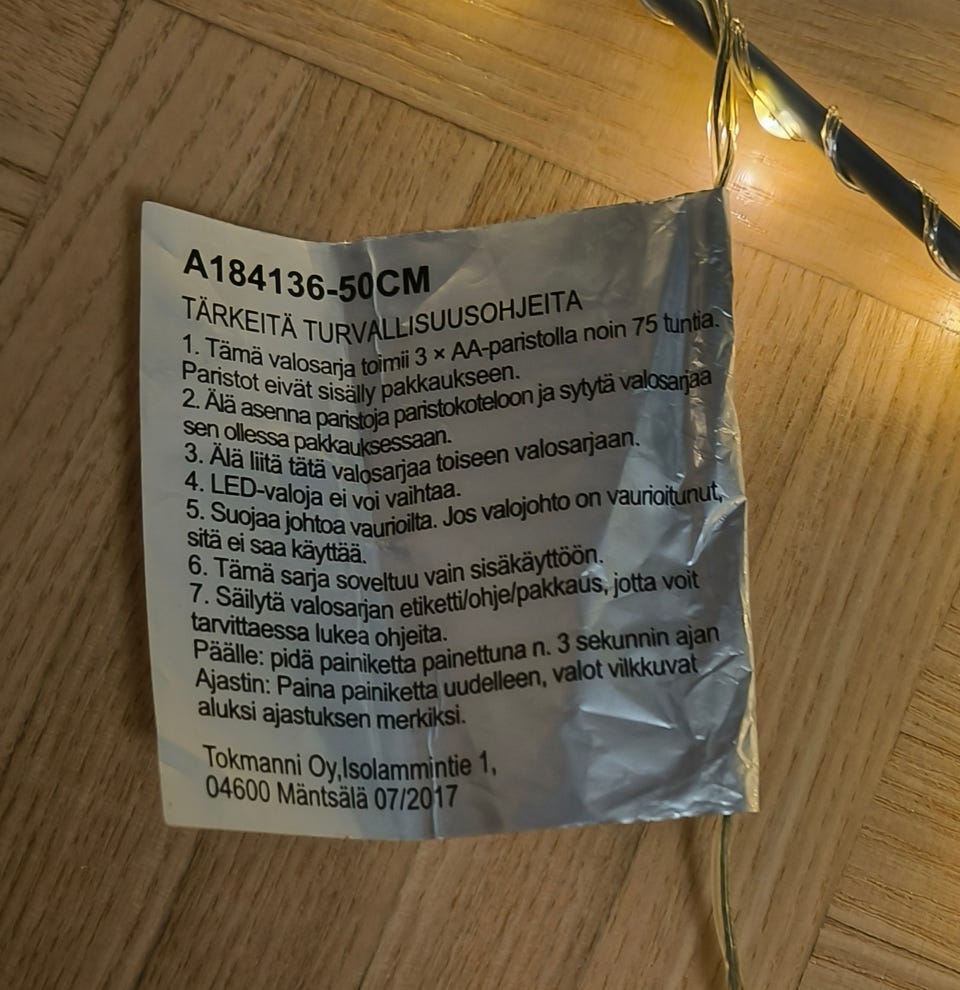 A184136-50CM
TÄRKEITÄ TURVALLISUUSOHJEITA
1. Tämä valosarja toimii 3 × AA-paristolla noin 75 tuntia.
Paristot eivät sisälly pakkaukseen.
2. Älä asenna paristoja paristokoteloon ja sytytä valosarjaa
sen ollessa pakkauksessaan.
3. Älä liitä tätä valosarjaa toiseen valosarjaan.
4. LED-valoja ei voi vaihtaa.
5. Suojaa johtoa vaurioilta. Jos valojohto on vaurioitunut,
sitä ei saa käyttää.
6. Tämä sarja soveltuu vain sisäkäyttöön.
7. Säilytä valosarjan etiketti/ohje/pakkaus, jotta voit
tarvittaessa lukea ohjeita.
Päälle: pidä painiketta painettuna n. 3 sekunnin ajan
Ajastin: Paina painiketta uudelleen, valot vilkkuvat
aluksi ajastuksen merkiksi.
Tokmanni Oy,Isolammintie 1,
04600 Mäntsälä 07/2017